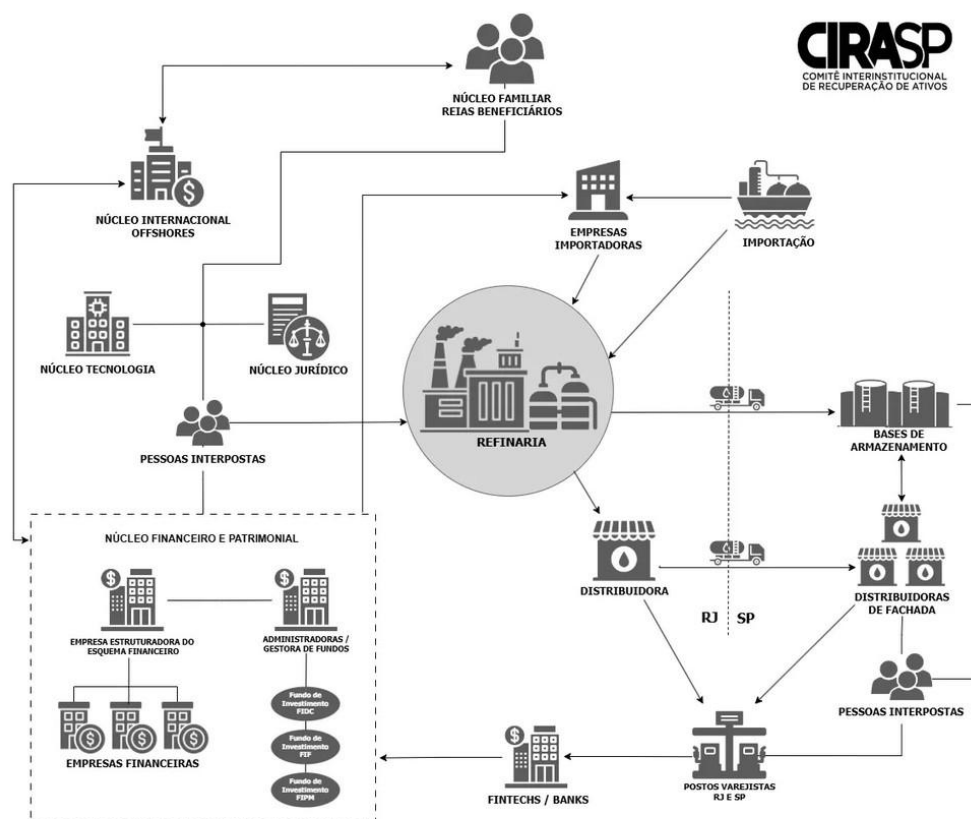 CIRASP
COMITÊ INTERINSTITUCIONAL
DE RECUPERAÇÃO DE ATIVOS
NÚCLEO FAMILIAR
REIAS BENEFICIÁRIOS
NÚCLEO INTERNACIONAL
OFFSHORES
EMPRESAS
IMPORTADORAS
IMPORTAÇÃO
NÚCLEO TECNOLOGIA
NÚCLEO JURÍDICO
REFINARIA
PESSOAS INTERPOSTAS
BASES DE
ARMAZENAMENTO
NÚCLEO FINANCEIRO E PATRIMONIAL
DISTRIBUIDORA
DISTRIBUIDORAS
DE FACHADA
RJ SP
EMPRESA ESTRUTURADORA DO
ESQUEMA FINANCEIRO
ADMINISTRADORAS /
GESTORA DE FUNDOS
Fundo de
Investimento
FIDC
Fundo de
Investimento
FIF
Fundo de
Investimento
FIPM
EMPRESAS FINANCEIRAS
PESSOAS INTERPOSTAS
FINTECHS / BANKS
POSTOS VAREJISTAS
RJ E SP